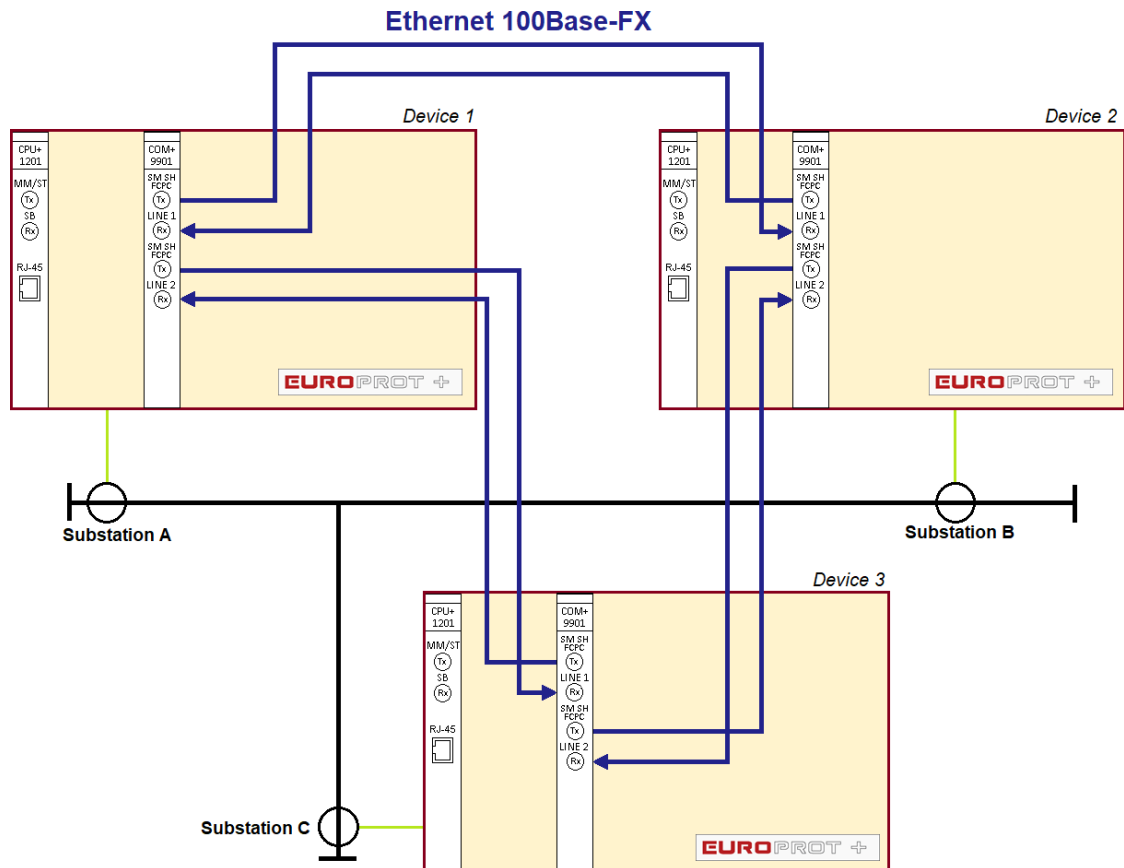 Ethernet 100Base-FX
Device 1
CPU+
1201
MM/ST
Tx
SB
Rx
RJ-45
COM+
9901
SM SH
FCPC
Tx
LINE 1
Rx
SM SH
FCPC
Tx
LINE 2
Rx
EUROPROT +
Device 2
CPU+
1201
MM/ST
Tx
SB
Rx
RJ-45
COM+
9901
SM SH
FCPC
Tx
LINE 1
Rx
SM SH
FCPC
Tx
LINE 2
Rx
EUROPROT +
Substation A
Substation B
Device 3
CPU+
1201
MM/ST
Tx
SB
Rx
RJ-45
COM+
9901
SM SH
FCPC
Tx
LINE 1
Rx
SM SH
FCPC
Tx
LINE 2
Rx
Substation C
EUROPROT +